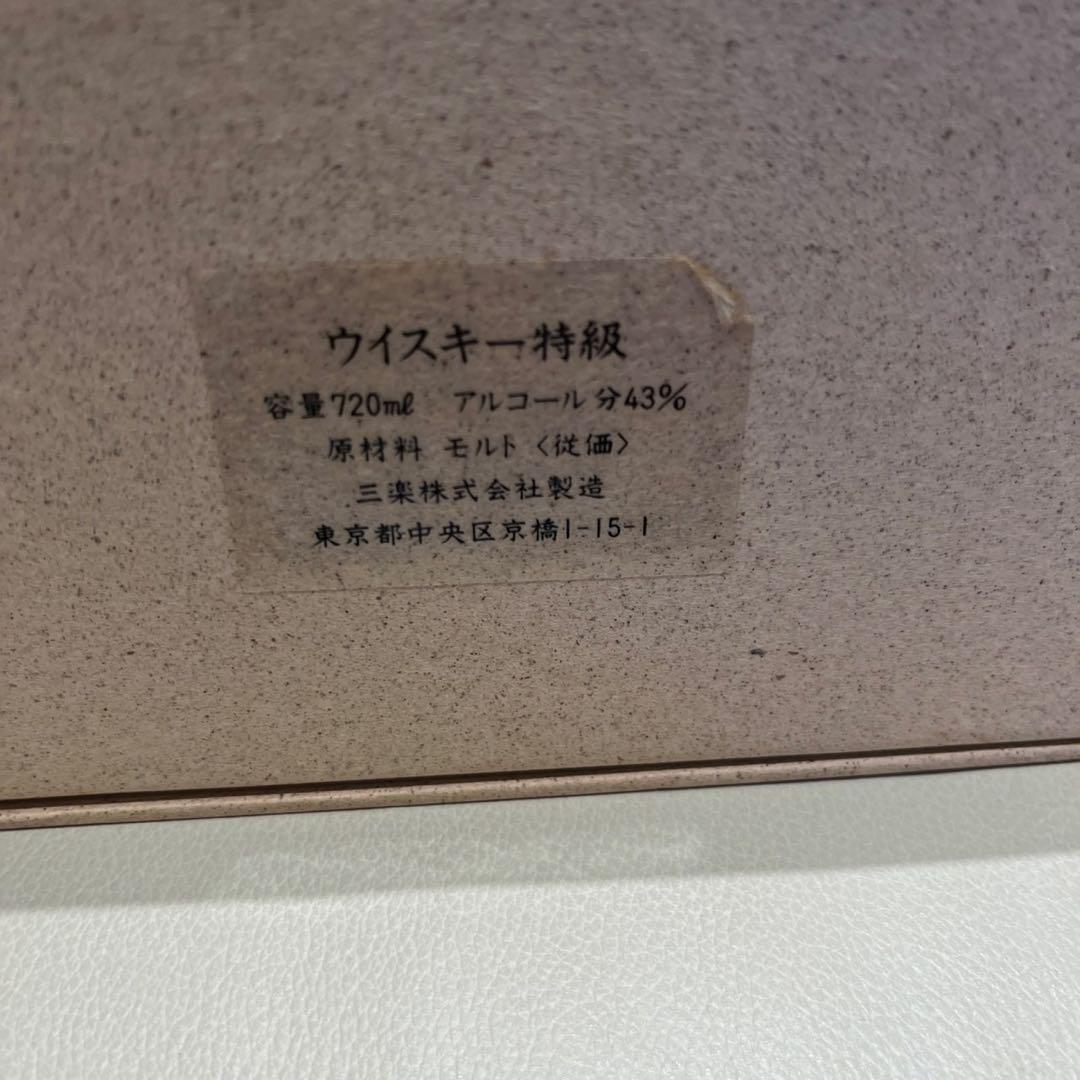 ウイスキー特級
容量720mℓ アルコール分43%
原材料 モルト〈従価〉
三楽株式会社製造
東京都中央区京橋1-15-1